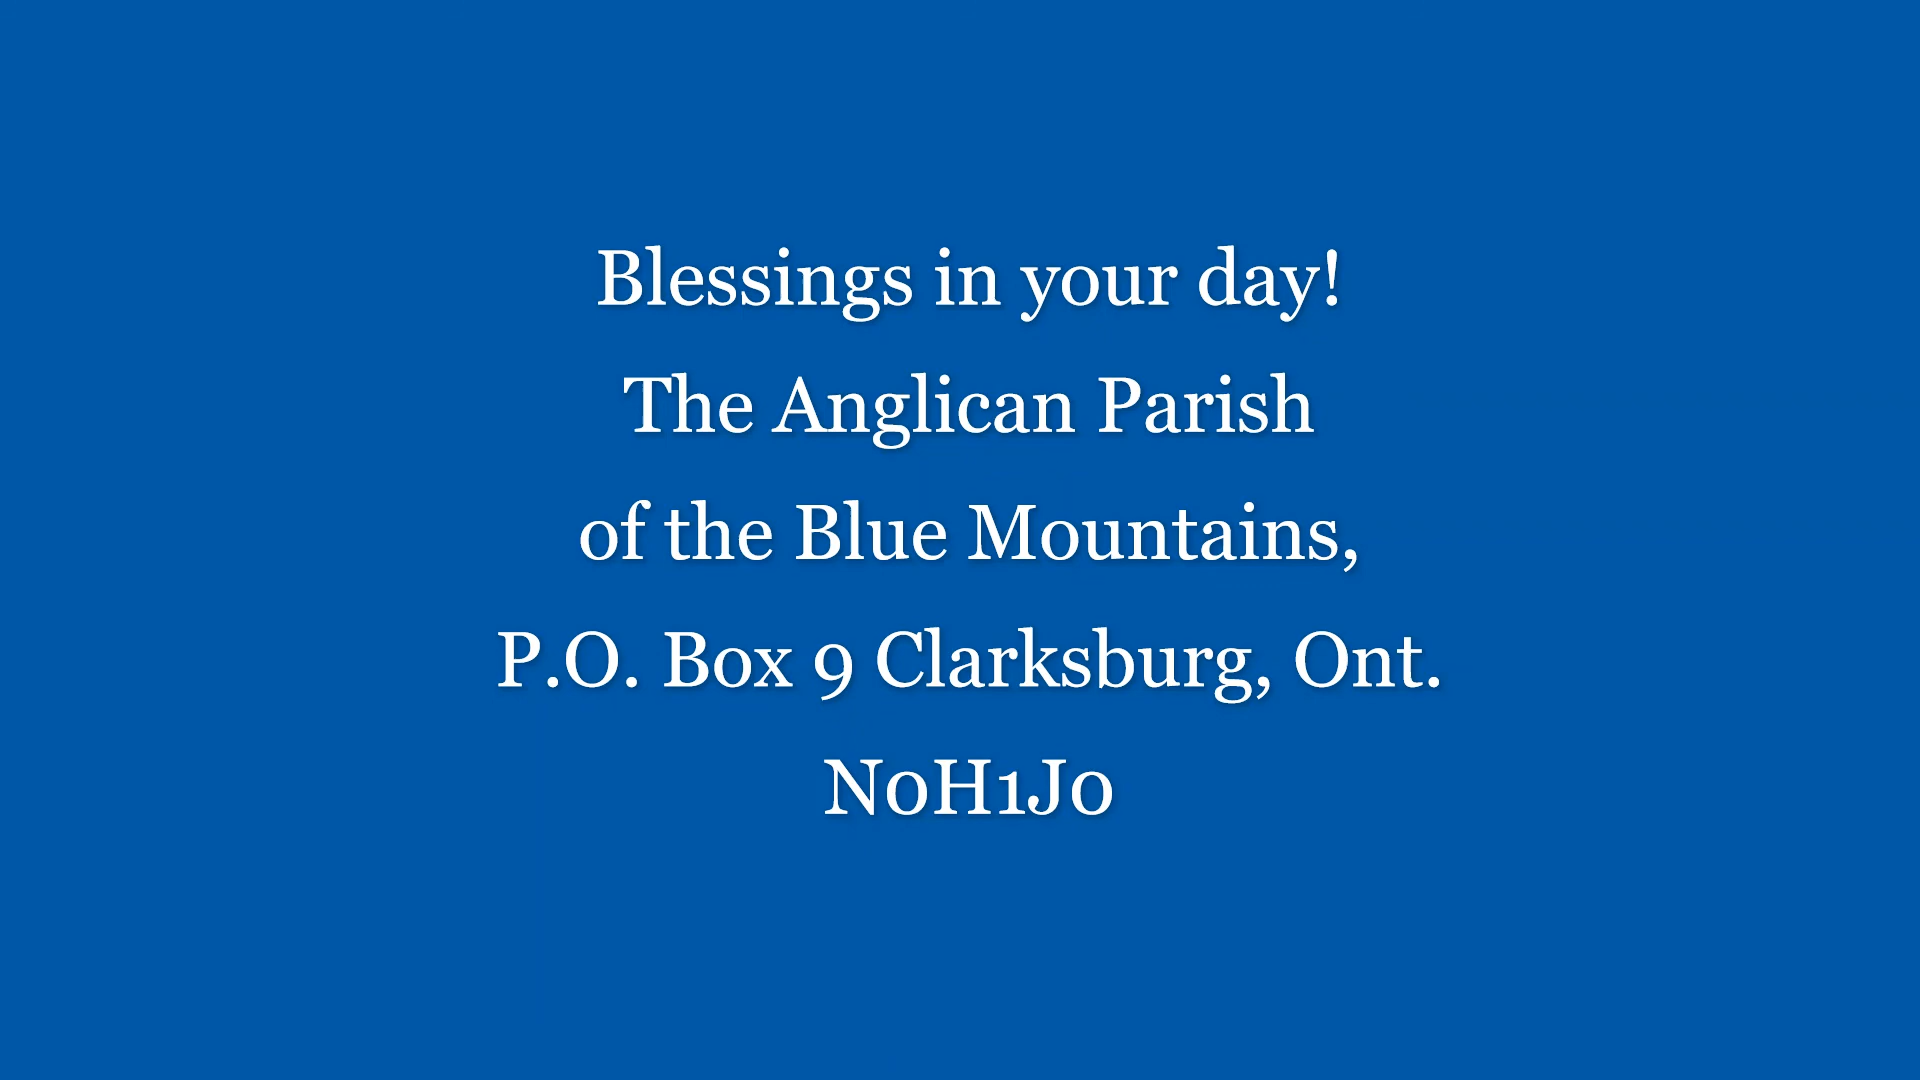 Blessings in your day!
The Anglican Parish
of the Blue Mountains,
P.O. Box 9 Clarksburg, Ont.
N0H1J0